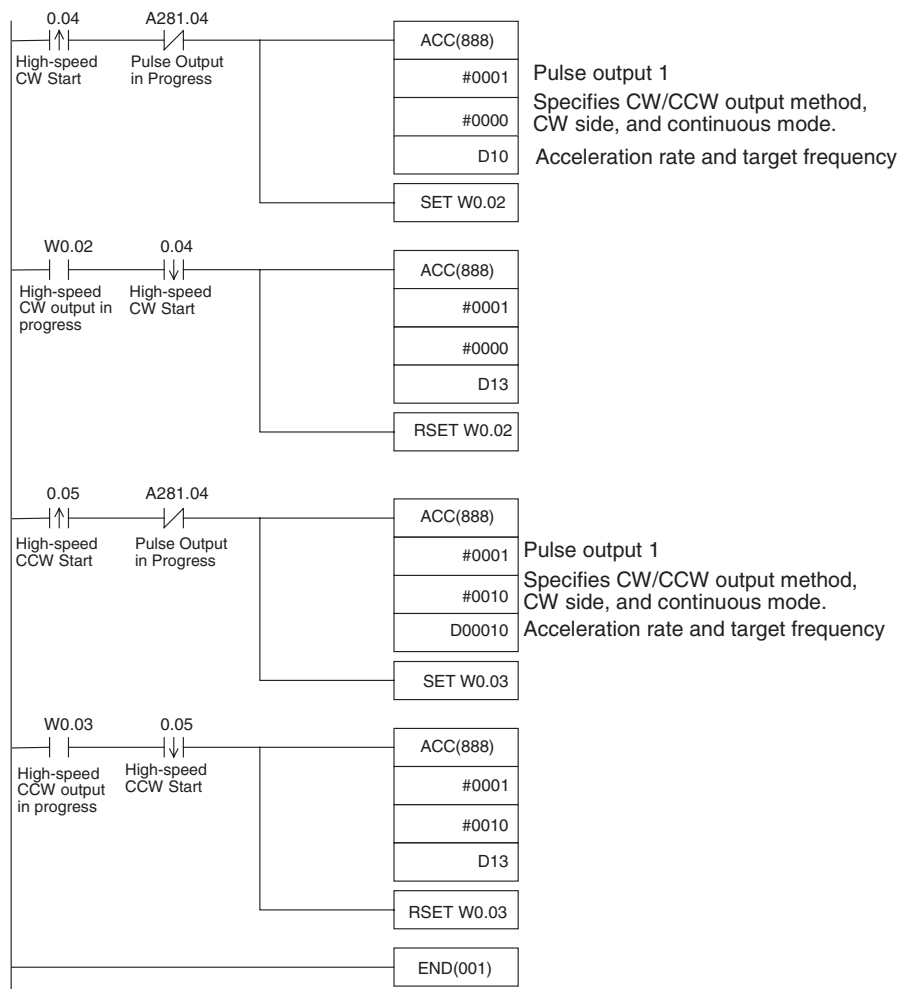 0.04 A281.04
High-speed CW Start
Pulse Output in Progress
ACC(888)
#0001 Pulse output 1
#0000 Specifies CW/CCW output method, CW side, and continuous mode.
D10 Acceleration rate and target frequency
SET W0.02
W0.02 0.04
High-speed CW output in progress
High-speed CW Start
ACC(888)
#0001
#0000
D13
RSET W0.02
0.05 A281.04
High-speed CCW Start
Pulse Output in Progress
ACC(888)
#0001 Pulse output 1
#0010 Specifies CW/CCW output method, CW side, and continuous mode.
D00010 Acceleration rate and target frequency
SET W0.03
W0.03 0.05
High-speed CCW output in progress
High-speed CCW Start
ACC(888)
#0001
#0010
D13
RSET W0.03
END(001)